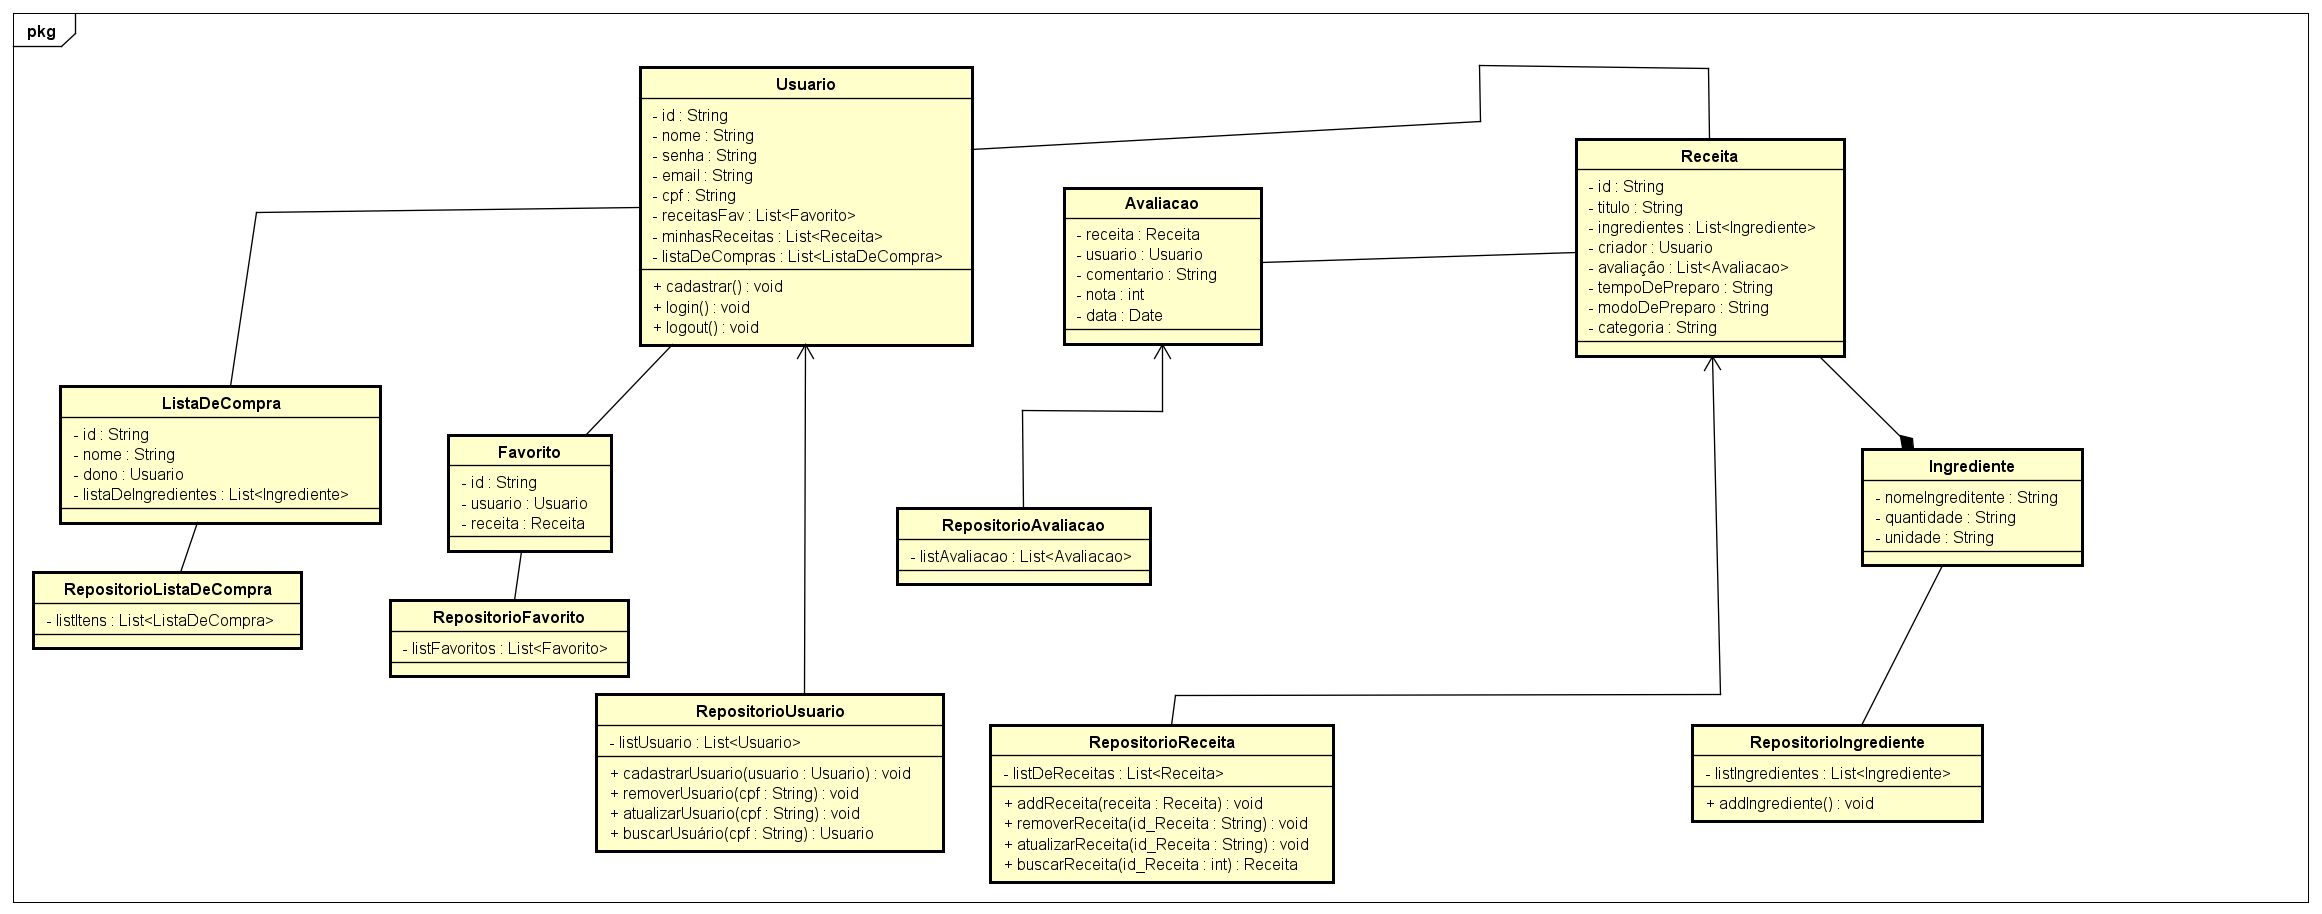 pkg
Usuario
- id : String
- nome : String
- senha : String
- email : String
- cpf : String
- receitasFav : List<Favorito>
- minhasReceitas : List<Receita>
- listaDeCompras : List<ListaDeCompra>
+ cadastrar() : void
+ login() : void
+ logout() : void
Receita
- id : String
- titulo : String
- ingredientes : List<Ingrediente>
- criador : Usuario
- avaliação : List<Avaliacao>
- tempoDePreparo : String
- modoDePreparo : String
- categoria : String
Avaliacao
- receita : Receita
- usuario : Usuario
- comentario : String
- nota : int
- data : Date
ListaDeCompra
- id : String
- nome : String
- dono : Usuario
- listaDeIngredientes : List<Ingrediente>
Favorito
- id : String
- usuario : Usuario
- receita : Receita
Ingrediente
- nomeIngreditente : String
- quantidade : String
- unidade : String
RepositorioAvaliacao
- listAvaliacao : List<Avaliacao>
RepositorioListaDeCompra
- listItens : List<ListaDeCompra>
RepositorioFavorito
- listFavoritos : List<Favorito>
RepositorioUsuario
- listUsuario : List<Usuario>
+ cadastrarUsuario(usuario : Usuario) : void
+ removerUsuario(cpf : String) : void
+ atualizarUsuario(cpf : String) : void
+ buscarUsuário(cpf : String) : Usuario
RepositorioReceita
- listDeReceitas : List<Receita>
+ addReceita(receita : Receita) : void
+ removerReceita(id_Receita : String) : void
+ atualizarReceita(id_Receita : String) : void
+ buscarReceita(id_Receita : int) : Receita
RepositorioIngrediente
- listIngredientes : List<Ingrediente>
+ addIngrediente() : void